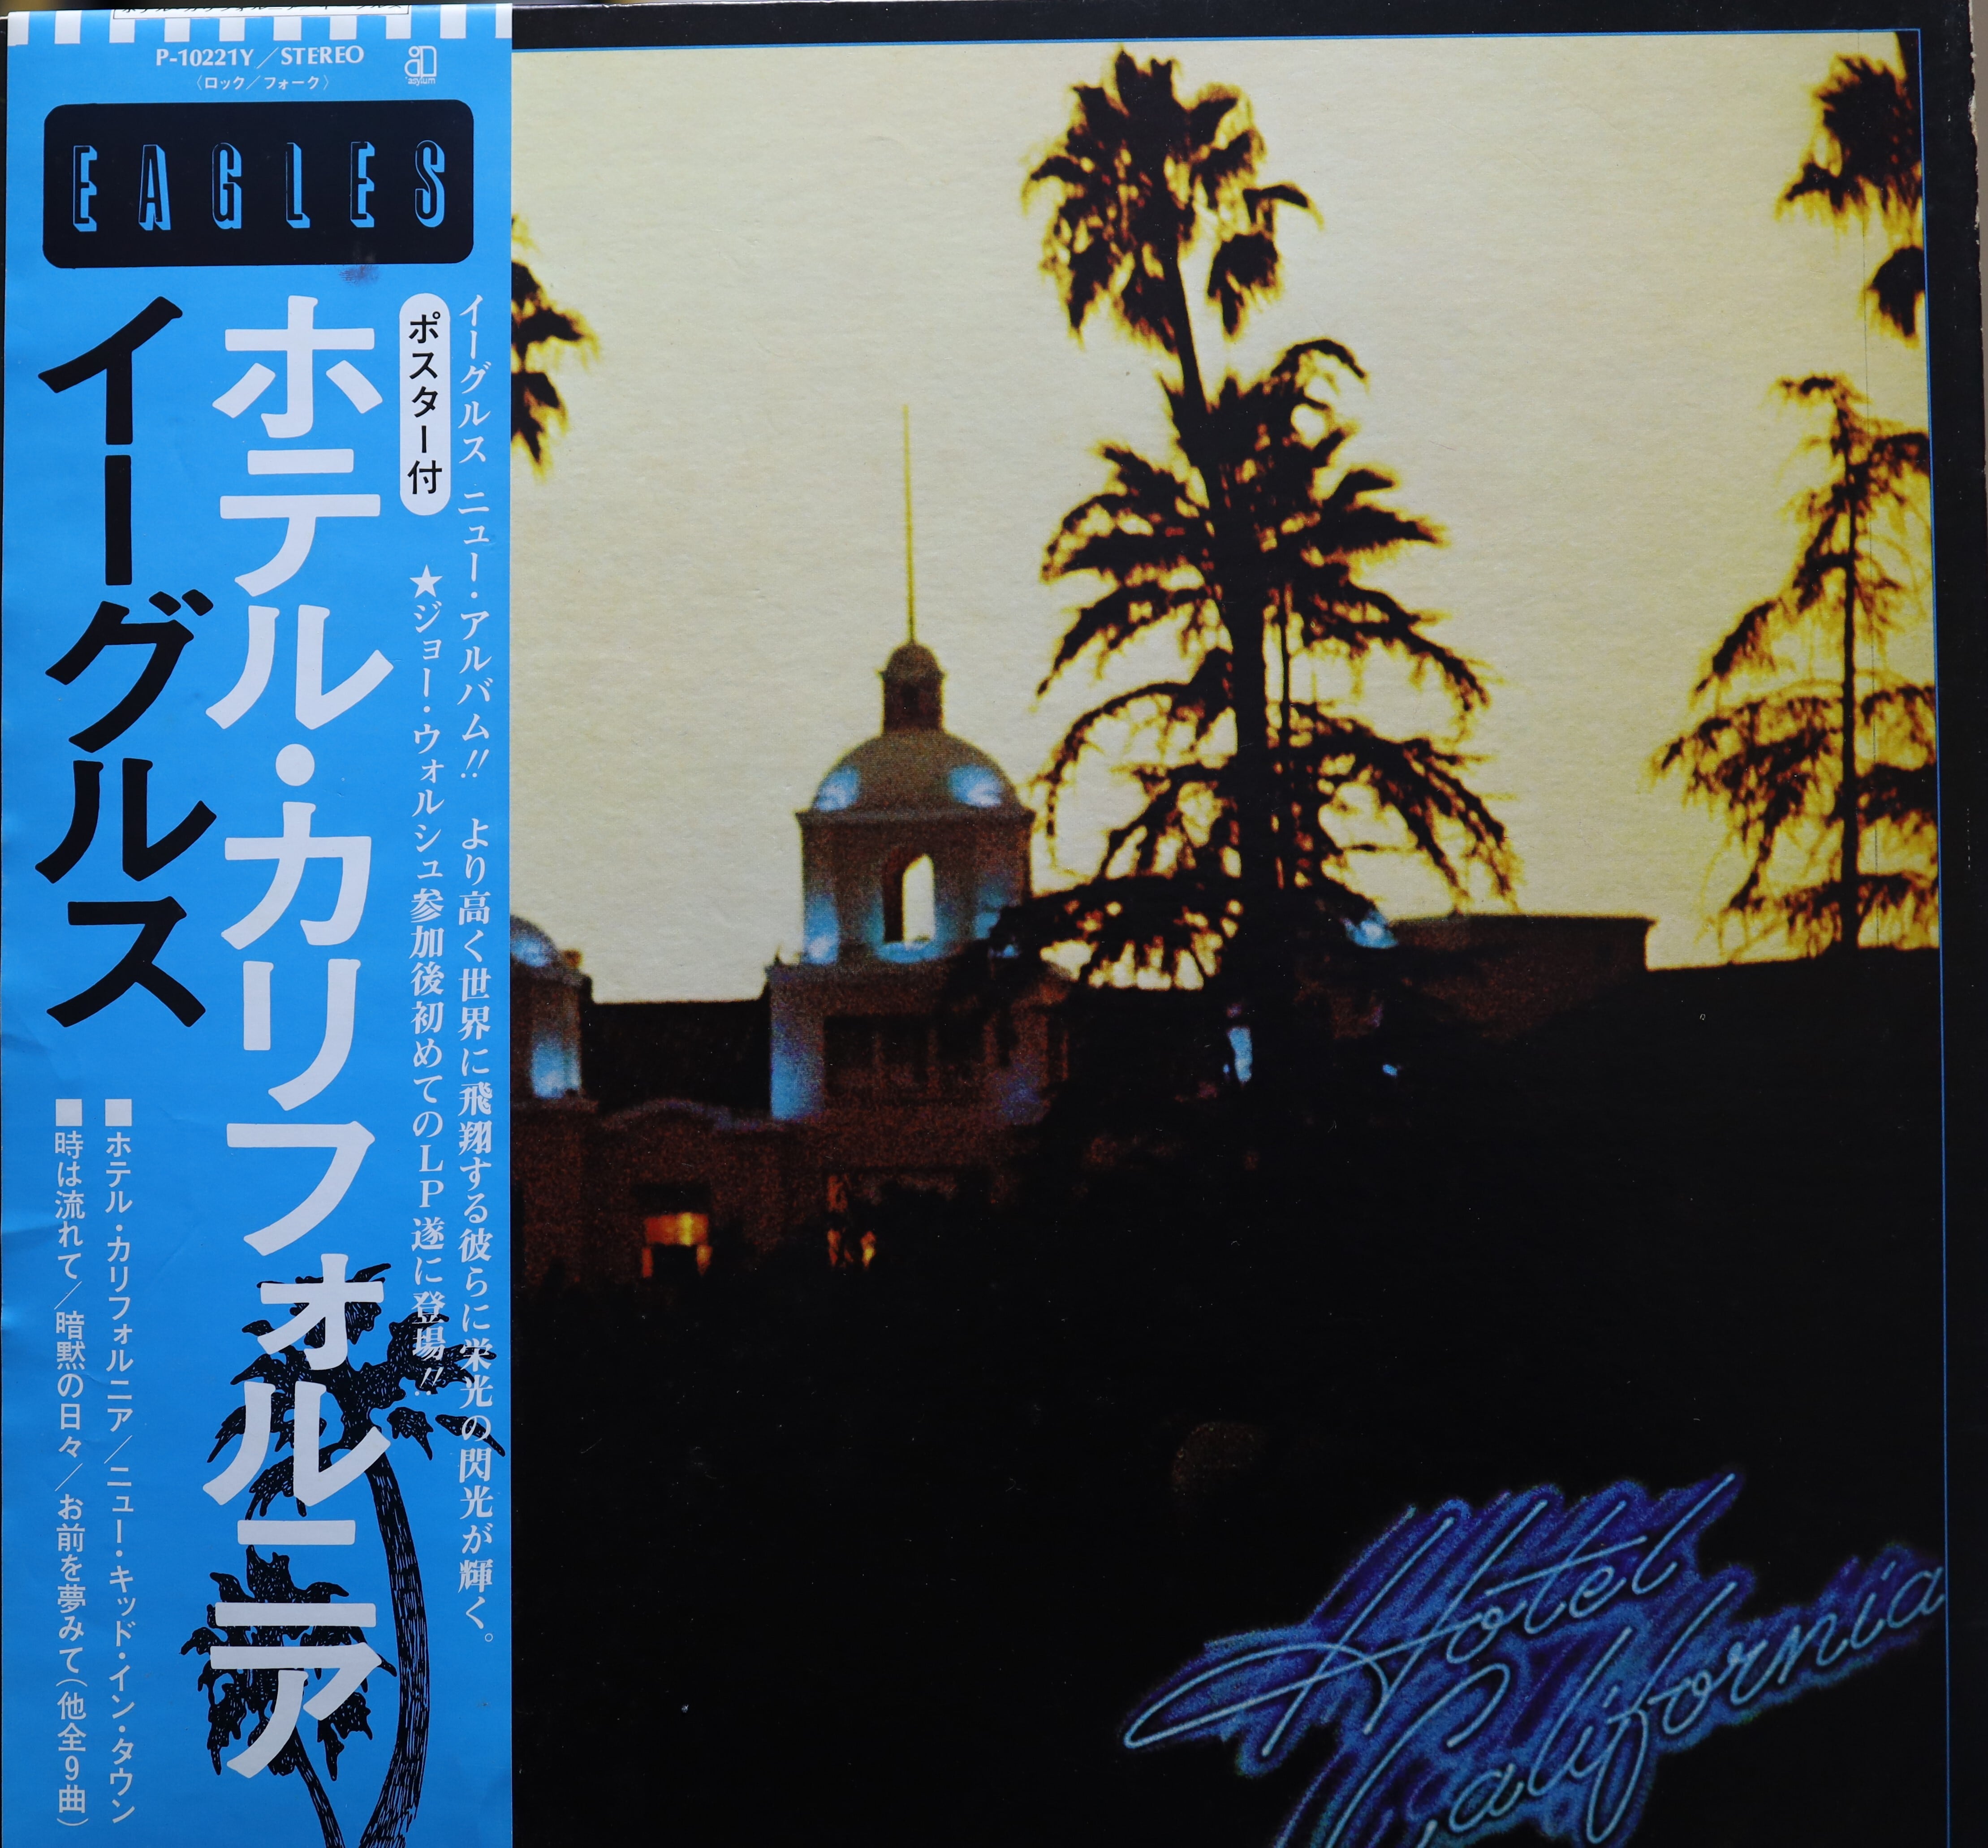 P-10221Y/STEREO
asylum
〈ロック/フォーク〉
EAGLES
イーグルス ニュー・アルバム!! より高く世界に飛翔する彼らに栄光の閃光が輝く。
ポスター付
★ジョー・ウォルシュ参加後初めてのLP遂に登場!!
ホテル・カリフォルニア
イーグルス
■ホテル・カリフォルニア/ニュー・キッド・イン・タウン
■時は流れて/暗黙の日々/お前を夢みて(他全9曲)
Hotel
California